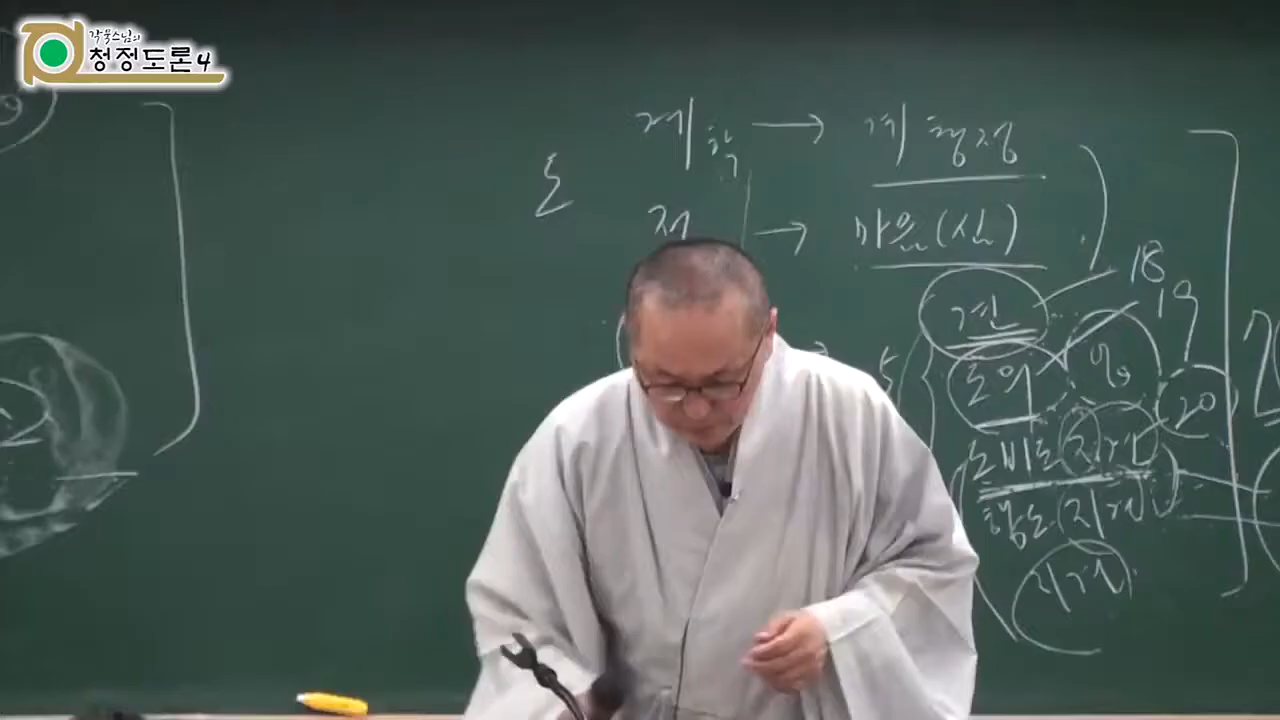 각묵스님의
청정도론 4
도 계학 → 계 청정
정 → 마음(심)
견 18
5 도의 19
20
도비도(지견)
행도(지견)
지견